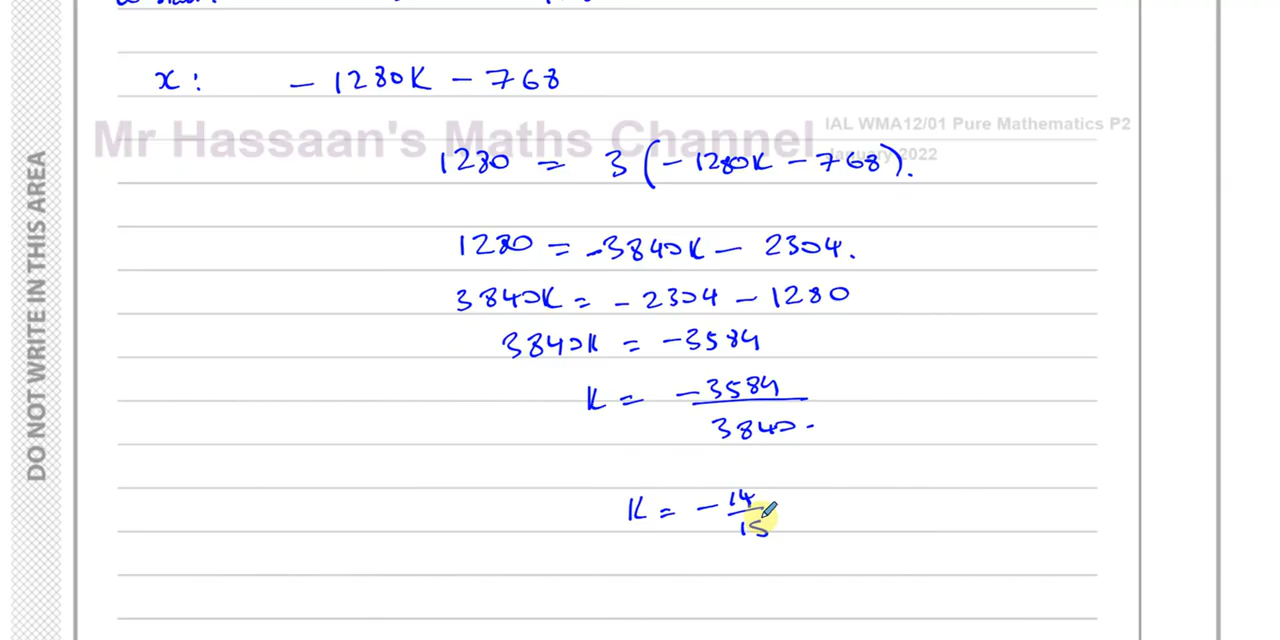 x : - 1280K - 768
Mr Hassaan's Maths Channel
IAL WMA12/01 Pure Mathematics P2
January 2022
1280 = 3 ( - 1280K - 768 ) .
1280 = - 3840K - 2304 .
3840K = - 2304 - 1280
3840K = - 3584
K = - 3584 / 3840 .
K = - 14 / 15
DO NOT WRITE IN THIS AREA